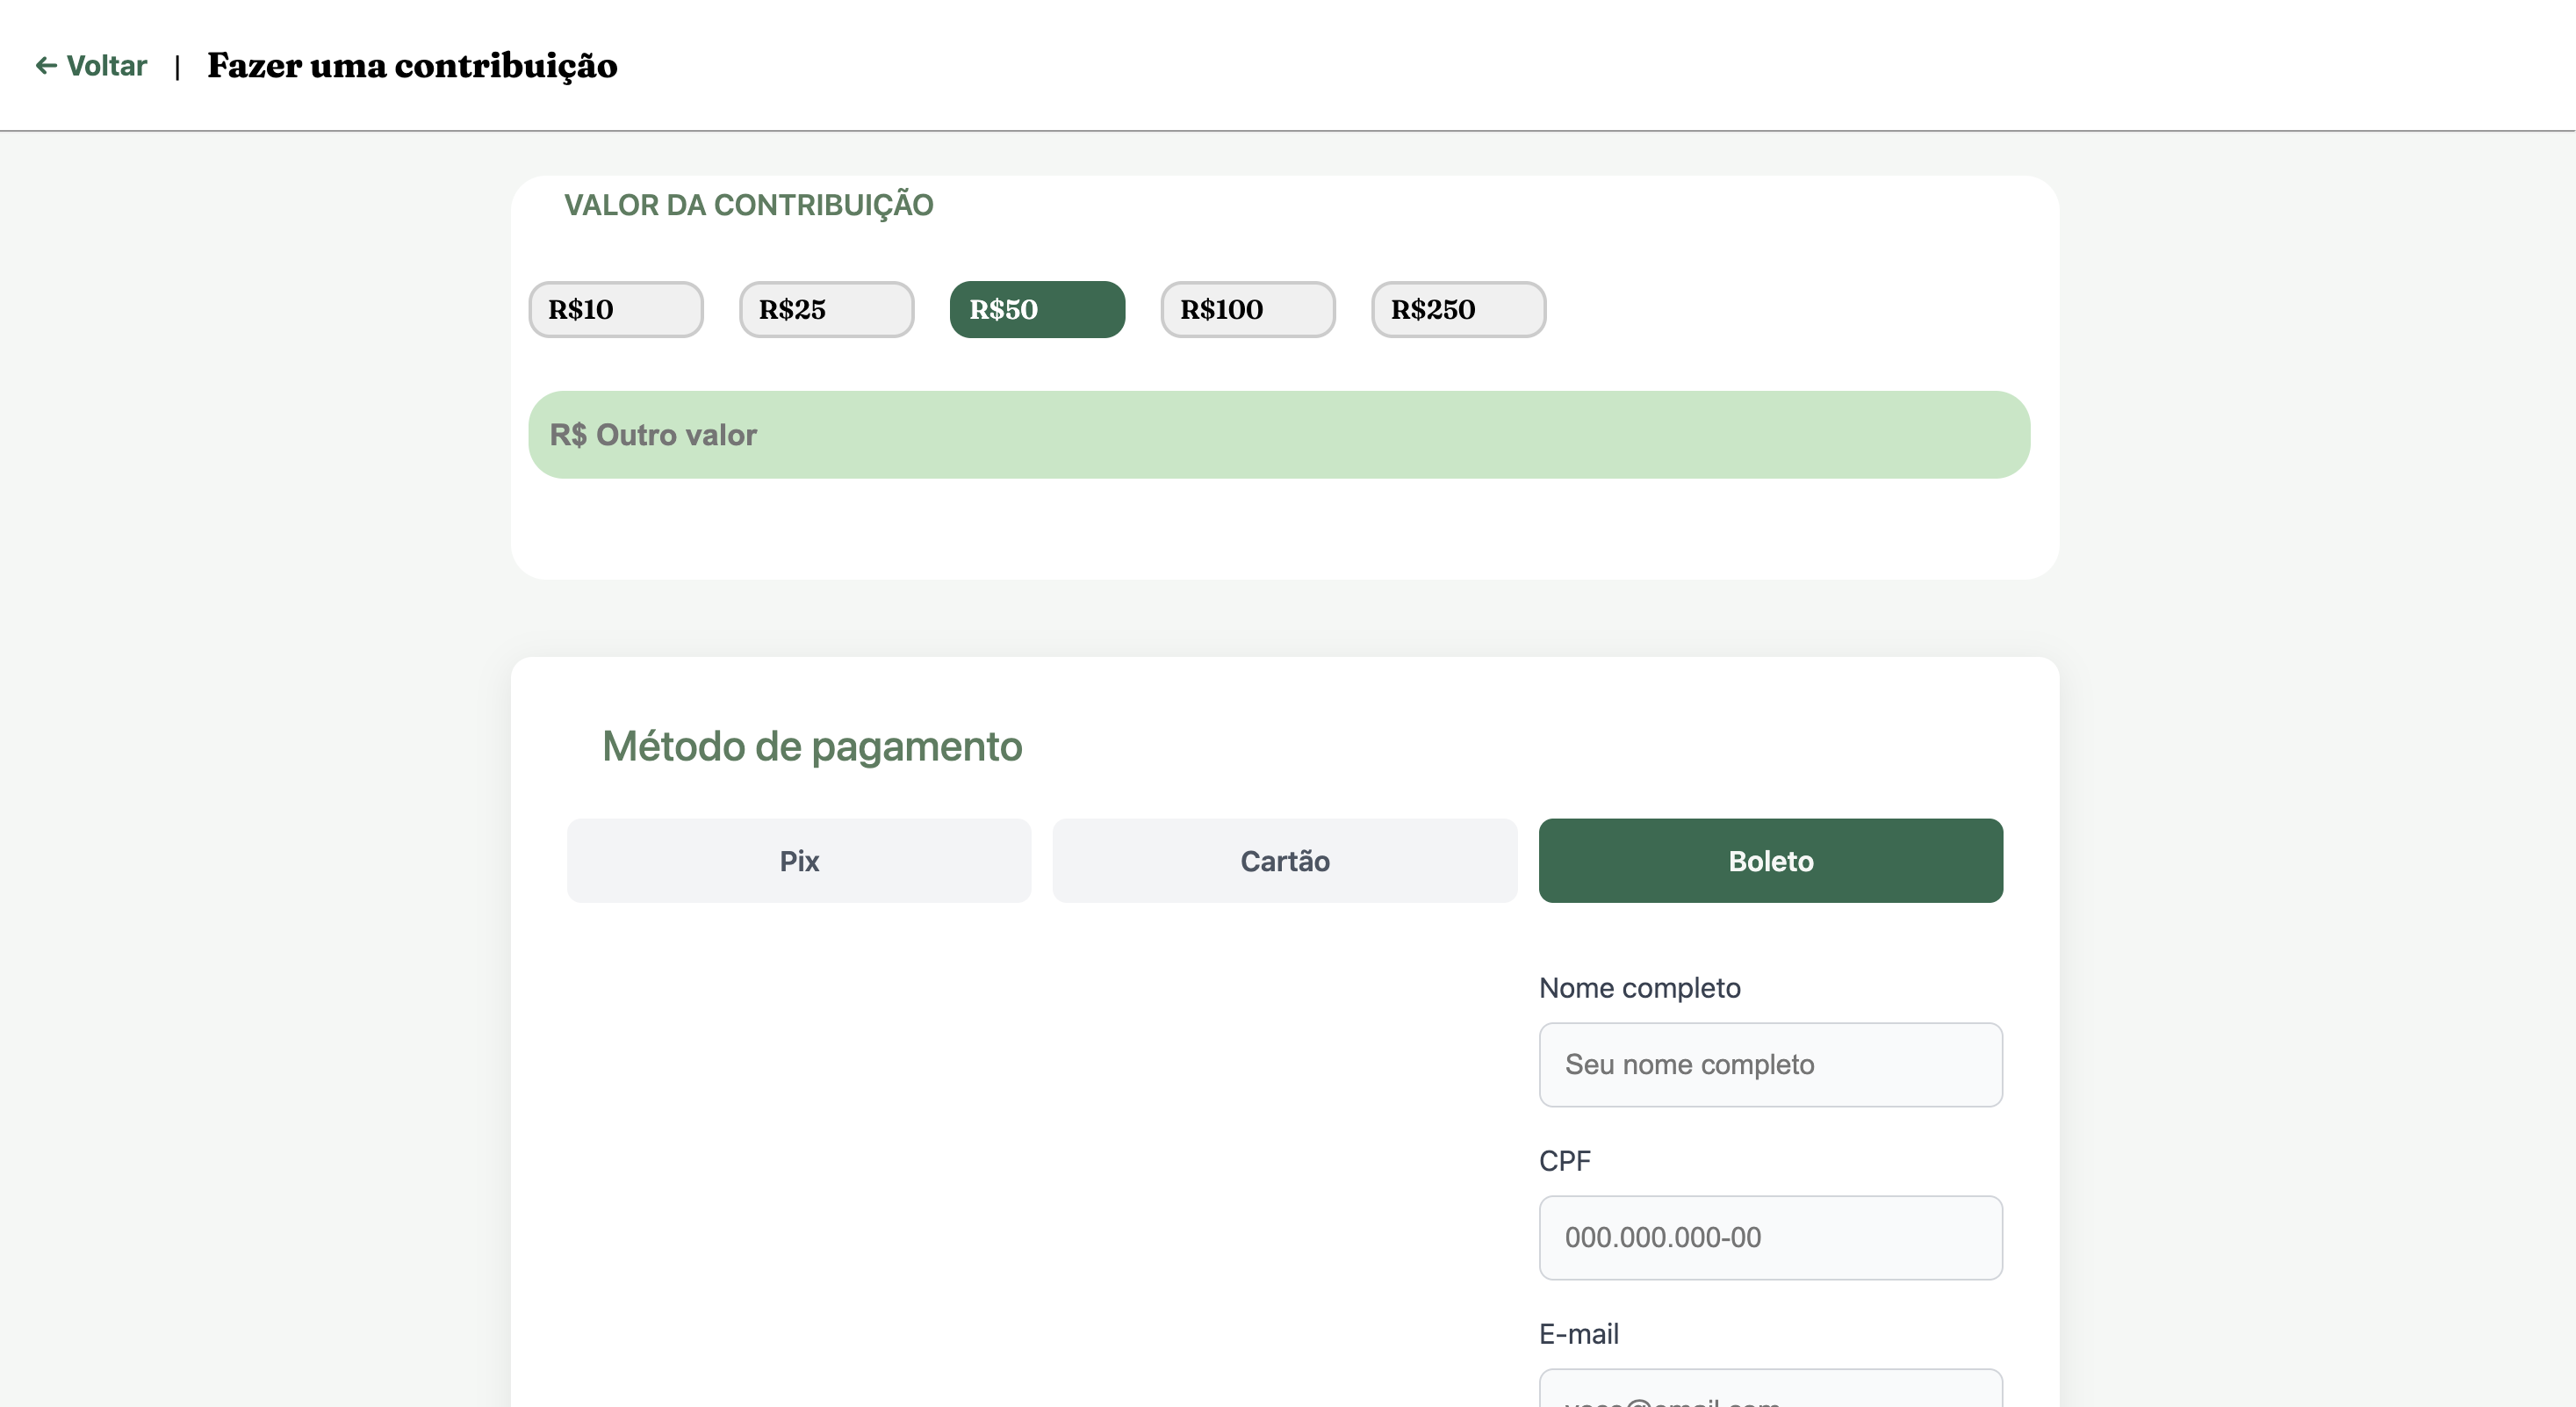 ← Voltar | Fazer uma contribuição
VALOR DA CONTRIBUIÇÃO
R$10 R$25 R$50 R$100 R$250
R$ Outro valor
Método de pagamento
Pix Cartão Boleto
Nome completo
Seu nome completo
CPF
000.000.000-00
E-mail